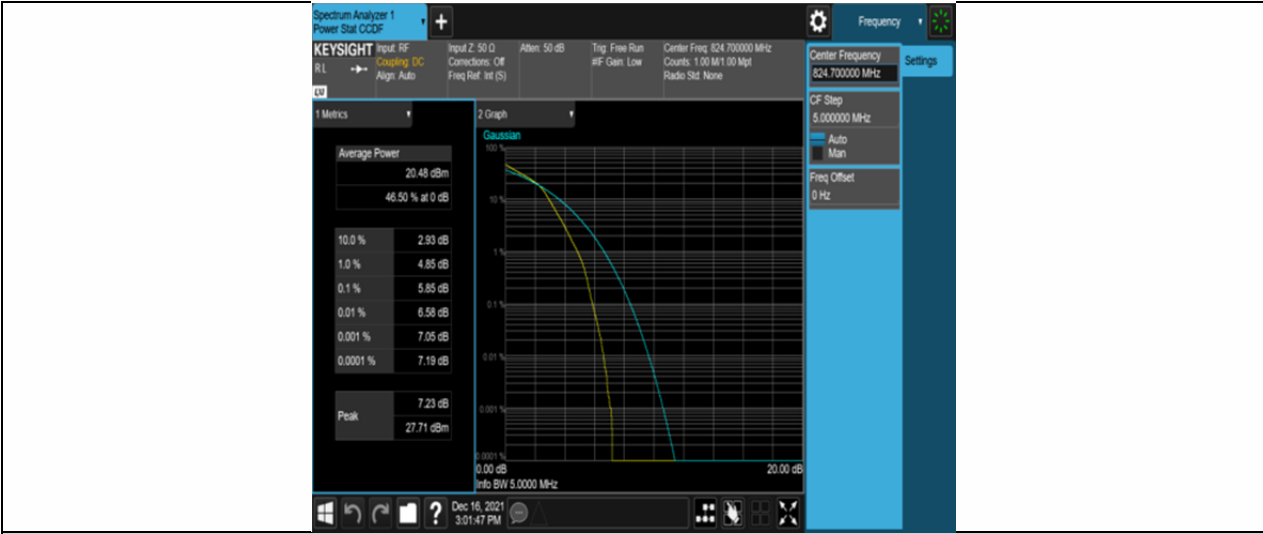 Spectrum Analyzer 1
Power Stat CCDF
+
Frequency
KEYSIGHT
RL
LV
Input: RF
Coupling: DC
Align: Auto
Input Z: 50 Ω
Corrections: Off
Freq Ref: Int (S)
Atten: 50 dB
Trig: Free Run
#IF Gain: Low
Center Freq: 824.700000 MHz
Counts: 1.00 M/1.00 Mpt
Radio Std: None
Center Frequency
824.700000 MHz
Settings
CF Step
5.000000 MHz
Auto
Man
Freq Offset
0 Hz
1 Metrics
Average Power
20.48 dBm
46.50 % at 0 dB
10.0 % 2.93 dB
1.0 % 4.85 dB
0.1 % 5.85 dB
0.01 % 6.58 dB
0.001 % 7.05 dB
0.0001 % 7.19 dB
Peak
7.23 dB
27.71 dBm
2 Graph
Gaussian
100 %
10 %
1 %
0.1 %
0.01 %
0.001 %
0.0001 %
0.00 dB 20.00 dB
Info BW 5.0000 MHz
?
Dec 16, 2021
3:01:47 PM